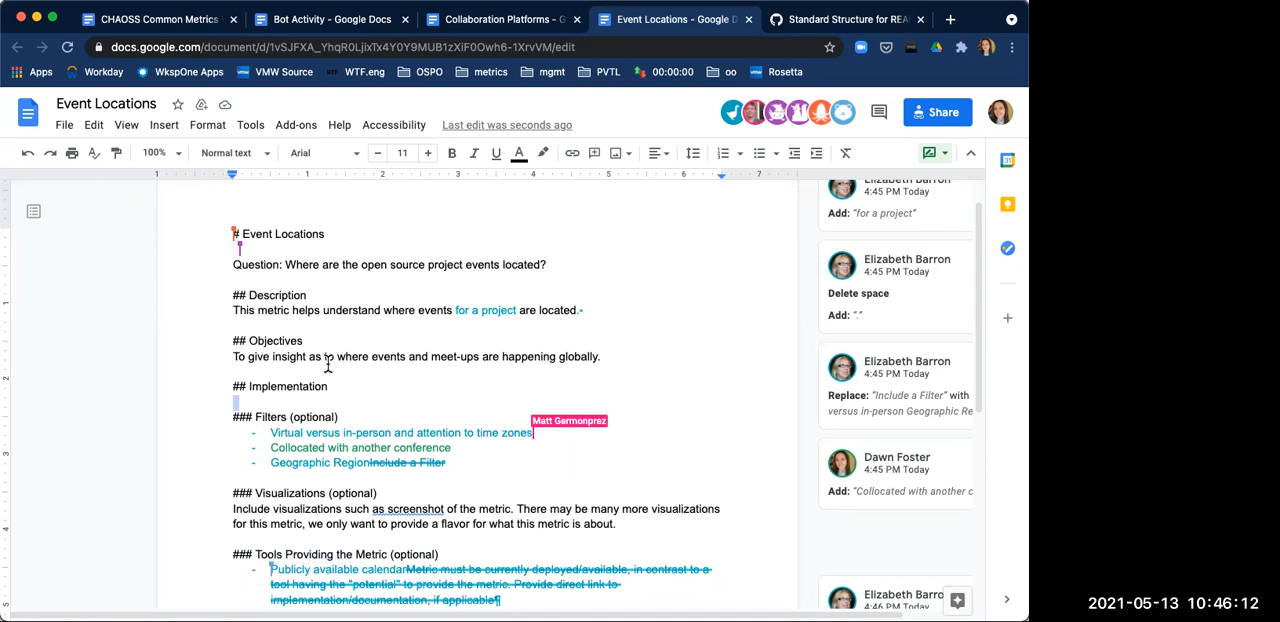 CHAOSS Common Metrics
Bot Activity - Google Docs
Collaboration Platforms - G
Event Locations - Google D
Standard Structure for REA
docs.google.com/document/d/1vSJFXA_YhqR0LjixTx4Y0Y9MUB1zXiF0Owh6-1XrvVM/edit
Apps
Workday
WkspOne Apps
VMW Source
WTF.eng
OSPO
metrics
mgmt
PVTL
00:00:00
oo
Rosetta
Event Locations
File Edit View Insert Format Tools Add-ons Help Accessibility Last edit was seconds ago
Share
100% Normal text Arial 11
1 1 2 3 4 5 6 7
# Event Locations
Question: Where are the open source project events located?
## Description
This metric helps understand where events for a project are located.
## Objectives
To give insight as to where events and meet-ups are happening globally.
## Implementation
### Filters (optional)
Matt Germonprez
- Virtual versus in-person and attention to time zones
- Collocated with another conference
- Geographic RegionInclude a Filter
### Visualizations (optional)
Include visualizations such as screenshot of the metric. There may be many more visualizations
for this metric, we only want to provide a flavor for what this metric is about.
### Tools Providing the Metric (optional)
- Publicly available calendarMetric must be currently deployed/available, in contrast to a
tool having the "potential" to provide the metric. Provide direct link to
implementation/documentation, if applicable¶
Elizabeth Barron
4:45 PM Today
Add: "for a project"
Elizabeth Barron
4:45 PM Today
Delete space
Add: "."
Elizabeth Barron
4:45 PM Today
Replace: "Include a Filter" with
versus in-person Geographic Re
Dawn Foster
4:45 PM Today
Add: "Collocated with another c
Elizabeth Barro
4:46 PM Today
2021-05-13 10:46:12